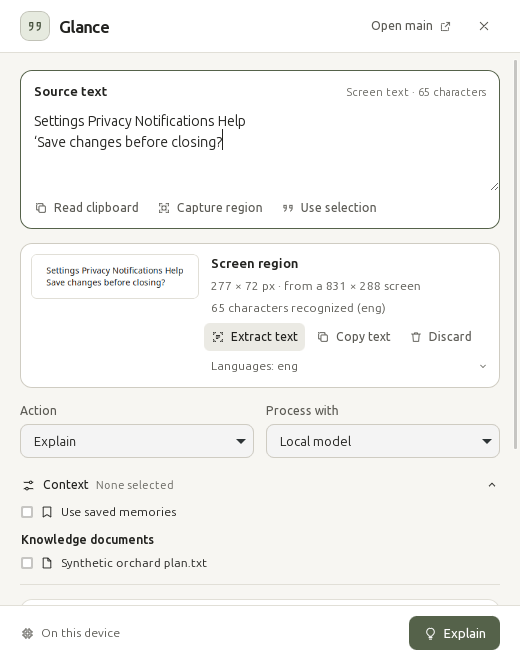 Glance
Open main
Source text
Screen text · 65 characters
Settings Privacy Notifications Help
‘Save changes before closing?
Read clipboard
Capture region
Use selection
Settings Privacy Notifications Help
Save changes before closing?
Screen region
277 × 72 px · from a 831 × 288 screen
65 characters recognized (eng)
Extract text
Copy text
Discard
Languages: eng
Action
Process with
Explain
Local model
Context
None selected
Use saved memories
Knowledge documents
Synthetic orchard plan.txt
On this device
Explain